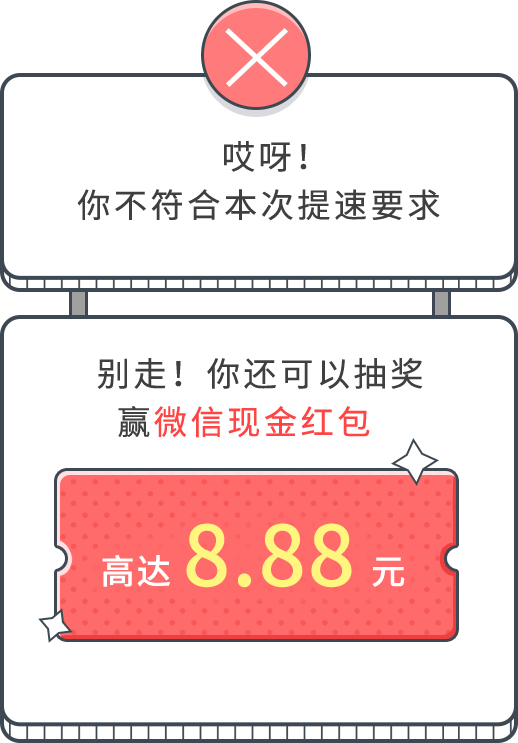 哎呀！
你不符合本次提速要求
别走！你还可以抽奖
赢微信现金红包
高达 8.88 元